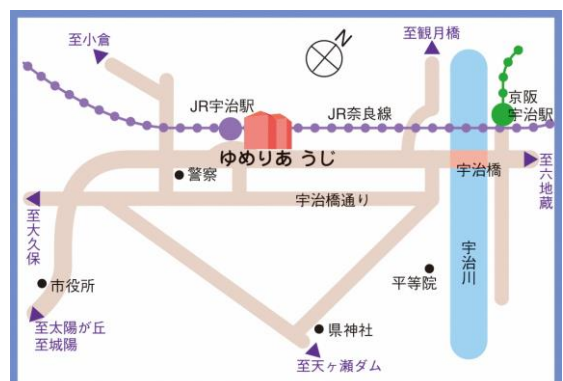 至小倉
N
至観月橋
JR宇治駅
JR奈良線
京阪
宇治駅
ゆめりあ うじ
警察
宇治橋
至六地蔵
宇治橋通り
至大久保
宇治川
市役所
平等院
至太陽が丘
至城陽
県神社
至天ヶ瀬ダム